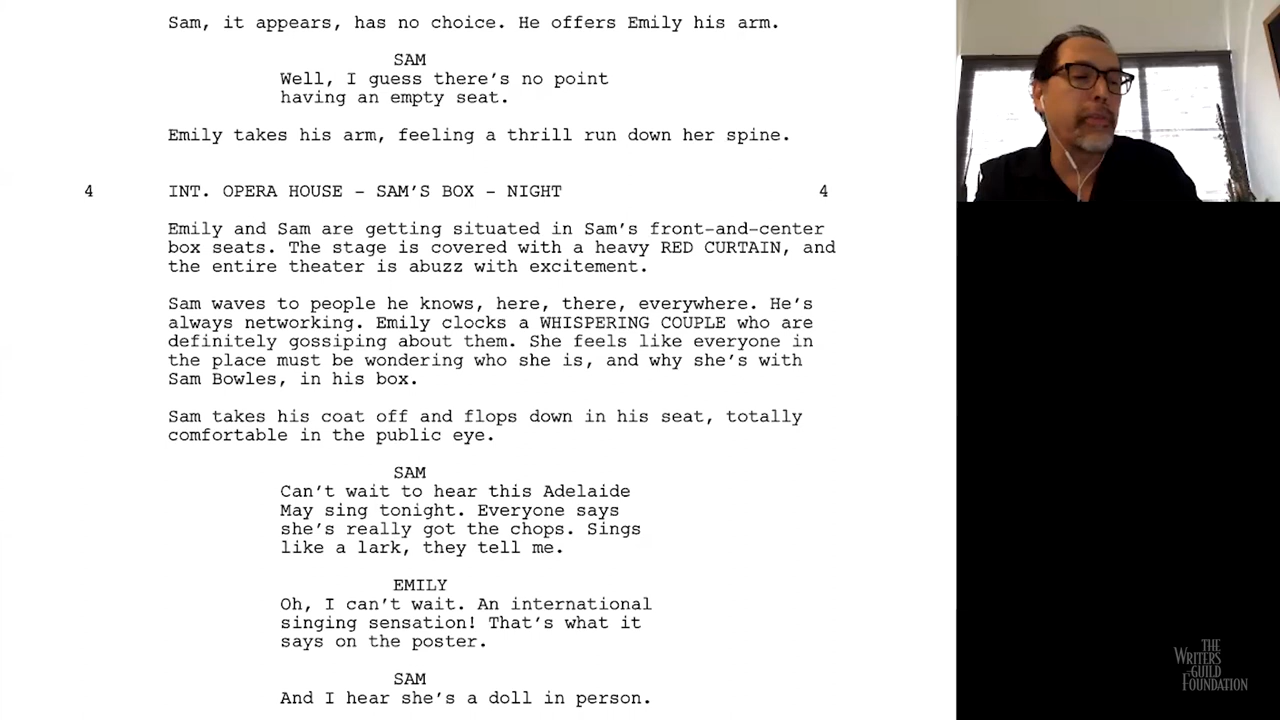 Sam, it appears, has no choice. He offers Emily his arm.
SAM
Well, I guess there's no point
having an empty seat.
Emily takes his arm, feeling a thrill run down her spine.
4 INT. OPERA HOUSE – SAM'S BOX – NIGHT 4
Emily and Sam are getting situated in Sam's front-and-center
box seats. The stage is covered with a heavy RED CURTAIN, and
the entire theater is abuzz with excitement.
Sam waves to people he knows, here, there, everywhere. He's
always networking. Emily clocks a WHISPERING COUPLE who are
definitely gossiping about them. She feels like everyone in
the place must be wondering who she is, and why she's with
Sam Bowles, in his box.
Sam takes his coat off and flops down in his seat, totally
comfortable in the public eye.
SAM
Can't wait to hear this Adelaide
May sing tonight. Everyone says
she's really got the chops. Sings
like a lark, they tell me.
EMILY
Oh, I can't wait. An international
singing sensation! That's what it
says on the poster.
SAM
And I hear she's a doll in person.
THE
WRITERS
GUILD
FOUNDATION